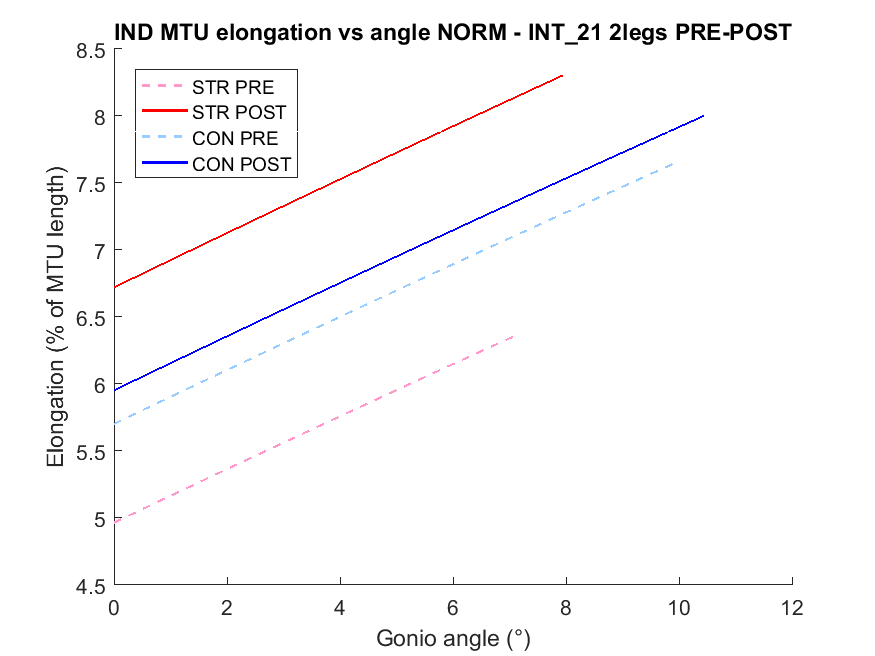 IND MTU elongation vs angle NORM - INT_21 2legs PRE-POST
8.5
8
7.5
7
6.5
6
5.5
5
4.5
Elongation (% of MTU length)
STR PRE
STR POST
CON PRE
CON POST
0 2 4 6 8 10 12
Gonio angle (°)